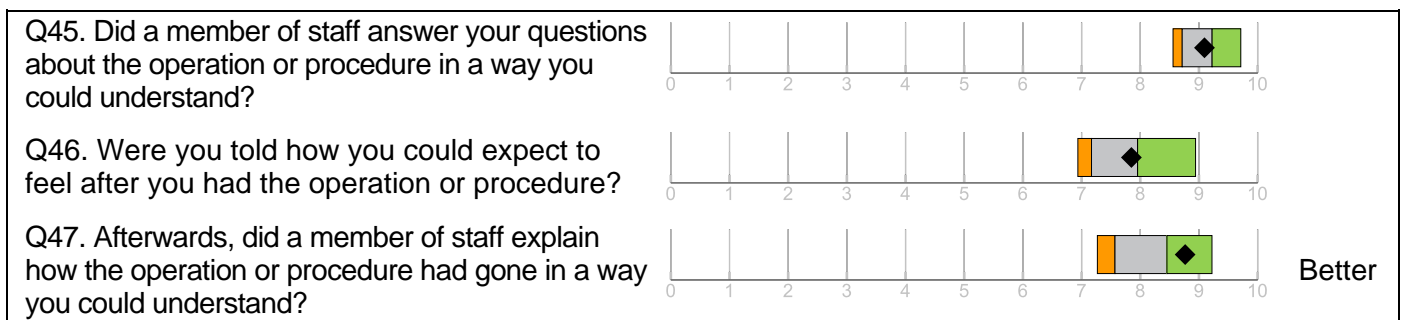 Q45. Did a member of staff answer your questions
about the operation or procedure in a way you
could understand?
0 1 2 3 4 5 6 7 8 9 10
Q46. Were you told how you could expect to
feel after you had the operation or procedure?
0 1 2 3 4 5 6 7 8 9 10
Q47. Afterwards, did a member of staff explain
how the operation or procedure had gone in a way
you could understand?
Better
0 1 2 3 4 5 6 7 8 9 10